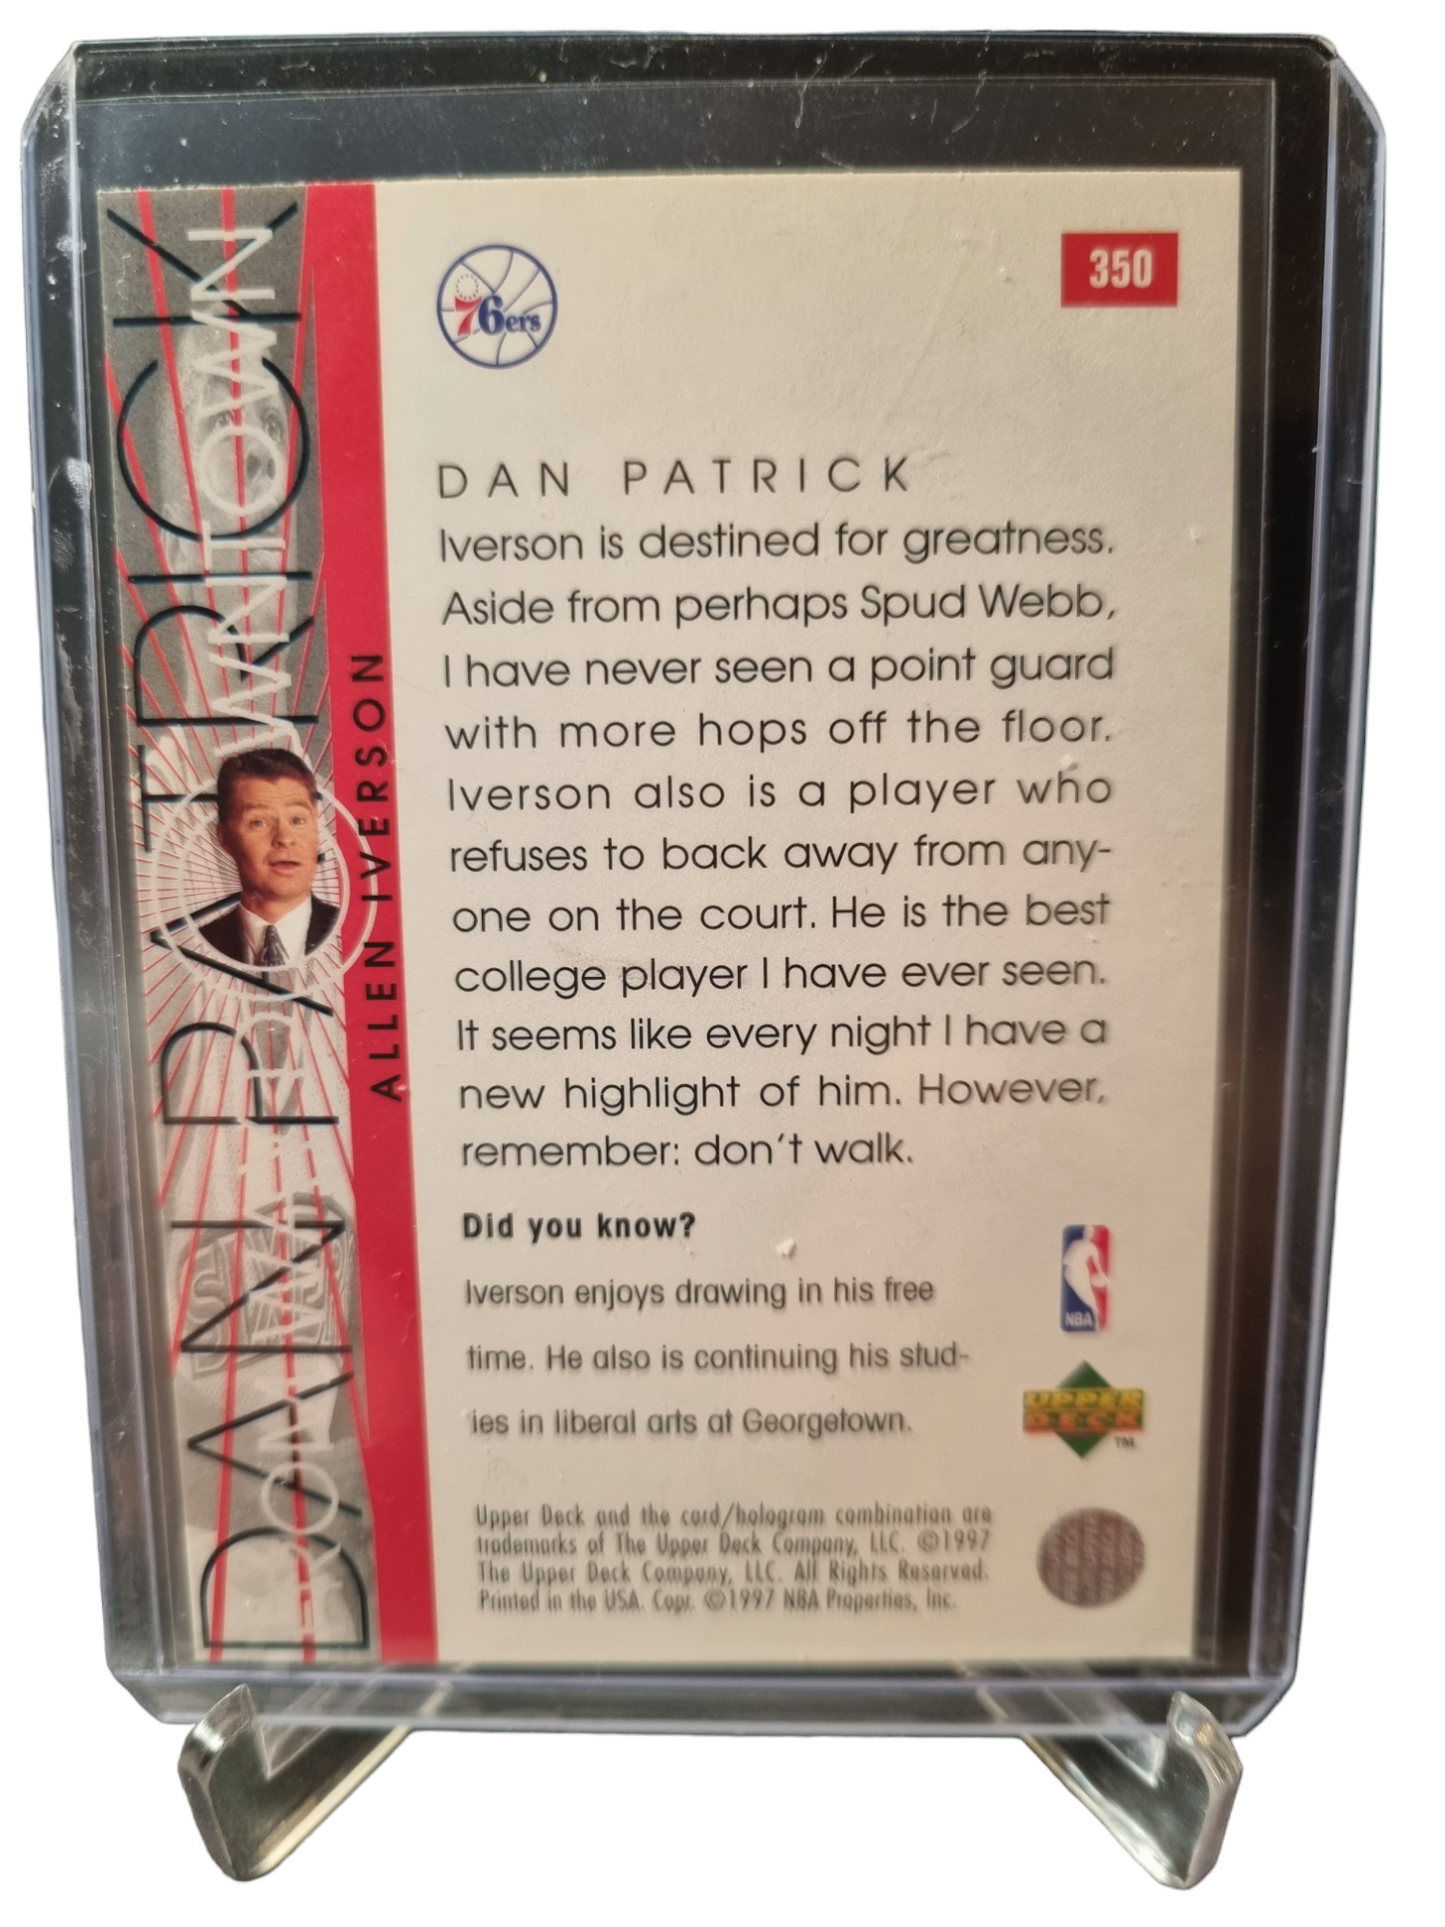 76ers
350
DAN PATRICK
FROM WAY DOWNTOWN
ALLEN IVERSON
DAN PATRICK
Iverson is destined for greatness.
Aside from perhaps Spud Webb,
I have never seen a point guard
with more hops off the floor.
Iverson also is a player who
refuses to back away from any-
one on the court. He is the best
college player I have ever seen.
It seems like every night I have a
new highlight of him. However,
remember: don't walk.
Did you know?
Iverson enjoys drawing in his free
time. He also is continuing his stud-
ies in liberal arts at Georgetown.
NBA
UPPER
DECK
TM
Upper Deck and the card/hologram combination are
trademarks of The Upper Deck Company, LLC. ©1997
The Upper Deck Company, LLC. All Rights Reserved.
Printed in the USA. Copr. ©1997 NBA Properties, Inc.